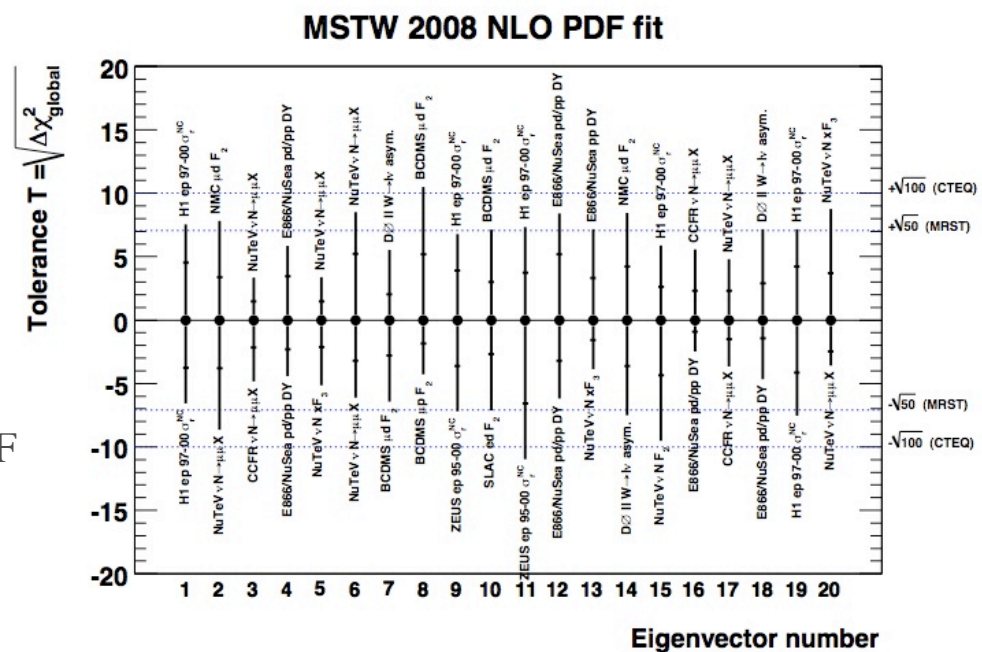 MSTW 2008 NLO PDF fit
Tolerance T = √Δχ²global
20
15
10
5
0
-5
-10
-15
-20
H1 ep 97-00 σrNC
NMC μd F2
NuTeV νN→μμX
E866/NuSea pd/pp DY
NuTeV νN→μμX
NuTeV νN→μμX
DØ II W→lν asym.
BCDMS μd F2
H1 ep 97-00 σrNC
BCDMS μd F2
H1 ep 97-00 σrNC
E866/NuSea pd/pp DY
E866/NuSea pp DY
NMC μd F2
H1 ep 97-00 σrNC
CCFR νN→μμX
NuTeV νN→μμX
DØ II W→lν asym.
H1 ep 97-00 σrNC
NuTeV νN xF3
+√100 (CTEQ)
+√50 (MRST)
-√50 (MRST)
-√100 (CTEQ)
H1 ep 97-00 σrNC
NuTeV νN→μμX
CCFR νN→μμX
E866/NuSea pd/pp DY
NuTeV νN xF3
NuTeV νN→μμX
BCDMS μd F2
BCDMS μp F2
ZEUS ep 95-00 σrNC
SLAC ed F2
ZEUS ep 95-00 σrNC
E866/NuSea pd/pp DY
NuTeV νN xF3
DØ II W→lν asym.
NuTeV νN F2
E866/NuSea pd/pp DY
CCFR νN→μμX
E866/NuSea pd/pp DY
H1 ep 97-00 σrNC
NuTeV νN→μμX
F
1 2 3 4 5 6 7 8 9 10 11 12 13 14 15 16 17 18 19 20
Eigenvector number